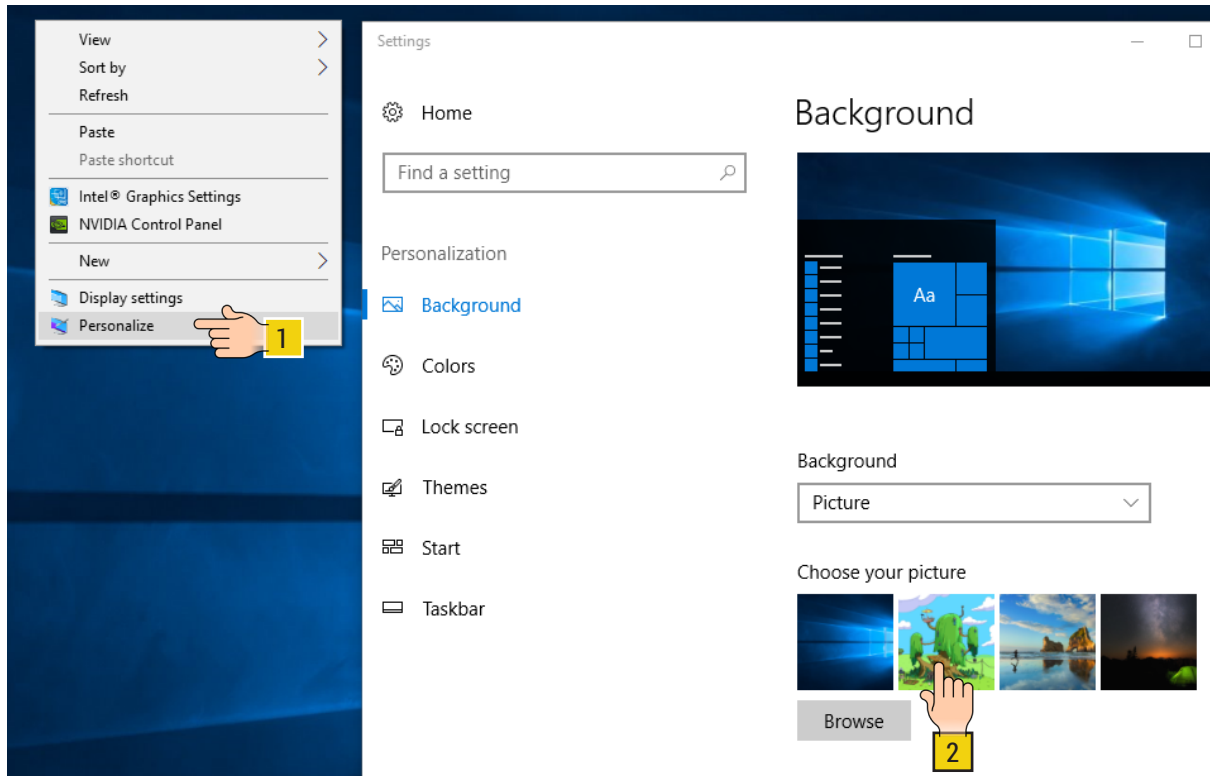 View
Sort by
Refresh
Paste
Paste shortcut
Intel® Graphics Settings
NVIDIA Control Panel
New
Display settings
Personalize
1
Settings
Home
Find a setting
Personalization
Background
Colors
Lock screen
Themes
Start
Taskbar
Background
Aa
Background
Picture
Choose your picture
Browse
2